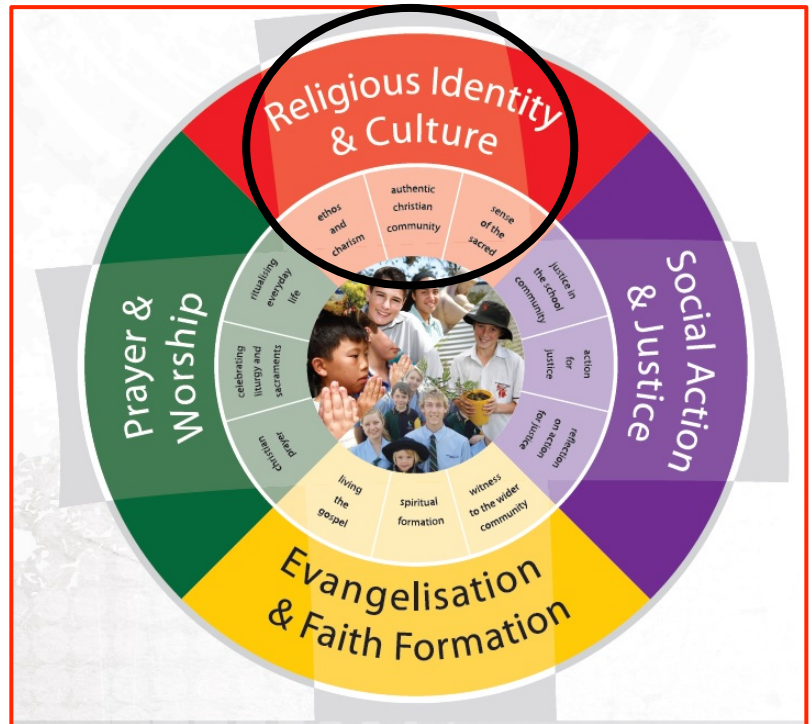 Religious Identity
& Culture
ethos
and
charism
authentic
christian
community
sense
of the
sacred
Social Action
& Justice
justice in
the school
community
action
for
justice
reflection
on action
for justice
Evangelisation
& Faith Formation
witness
to the wider
community
spiritual
formation
living
the
gospel
Prayer &
Worship
christian
prayer
celebrating
liturgy and
sacraments
ritualising
everyday
life